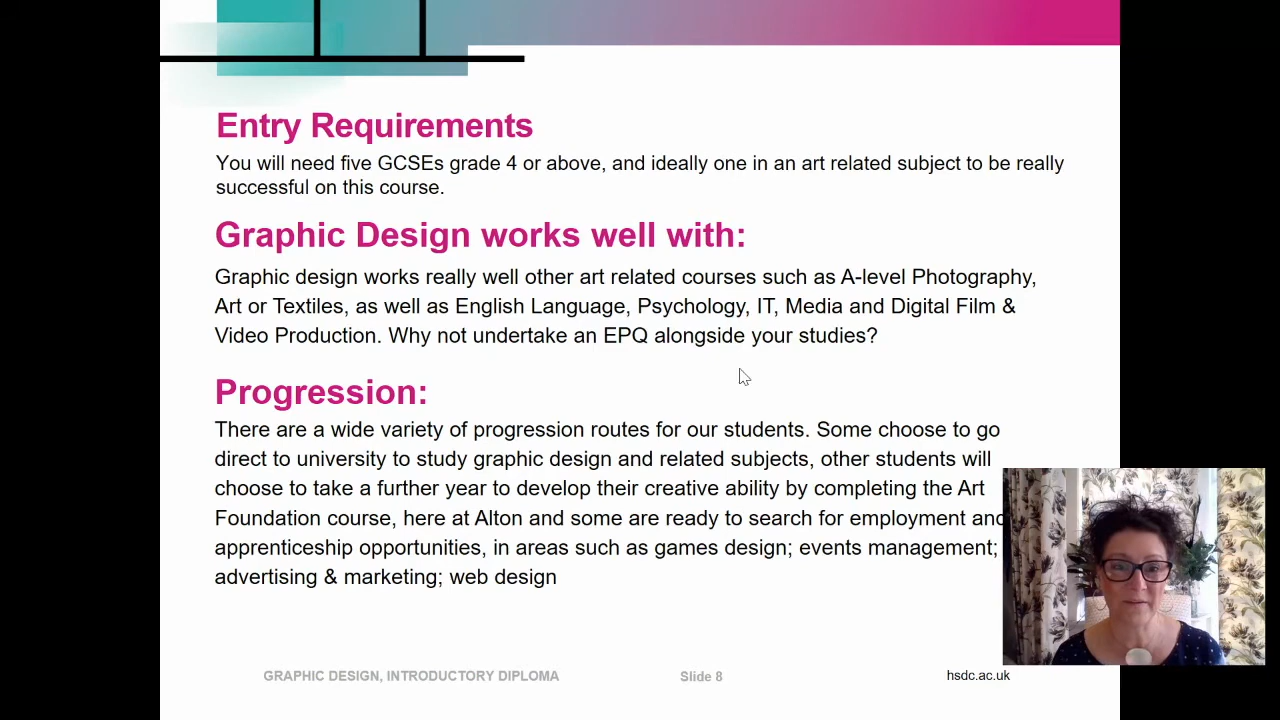 Entry Requirements
You will need five GCSEs grade 4 or above, and ideally one in an art related subject to be really
successful on this course.
Graphic Design works well with:
Graphic design works really well other art related courses such as A-level Photography,
Art or Textiles, as well as English Language, Psychology, IT, Media and Digital Film &
Video Production. Why not undertake an EPQ alongside your studies?
Progression:
There are a wide variety of progression routes for our students. Some choose to go
direct to university to study graphic design and related subjects, other students will
choose to take a further year to develop their creative ability by completing the Art
Foundation course, here at Alton and some are ready to search for employment and
apprenticeship opportunities, in areas such as games design; events management;
advertising & marketing; web design
GRAPHIC DESIGN, INTRODUCTORY DIPLOMA
Slide 8
hsdc.ac.uk